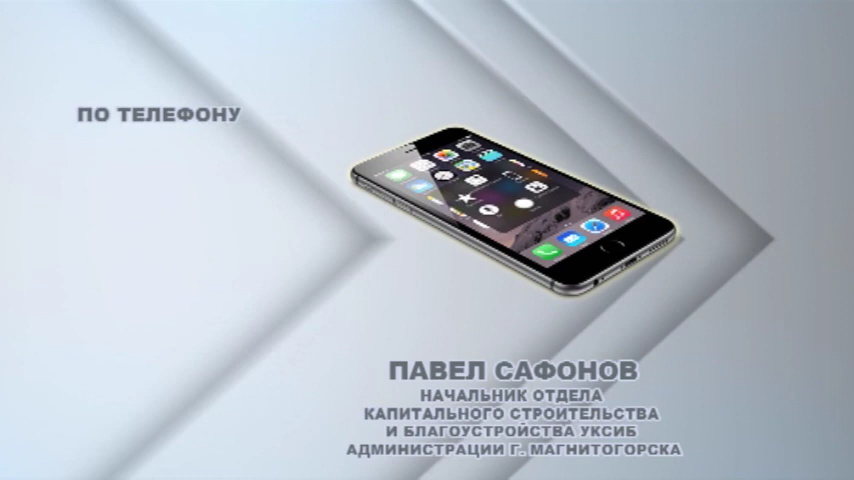 ПО ТЕЛЕФОНУ
ПАВЕЛ САФОНОВ
НАЧАЛЬНИК ОТДЕЛА
КАПИТАЛЬНОГО СТРОИТЕЛЬСТВА
И БЛАГОУСТРОЙСТВА УКСИБ
АДМИНИСТРАЦИИ Г. МАГНИТОГОРСКА